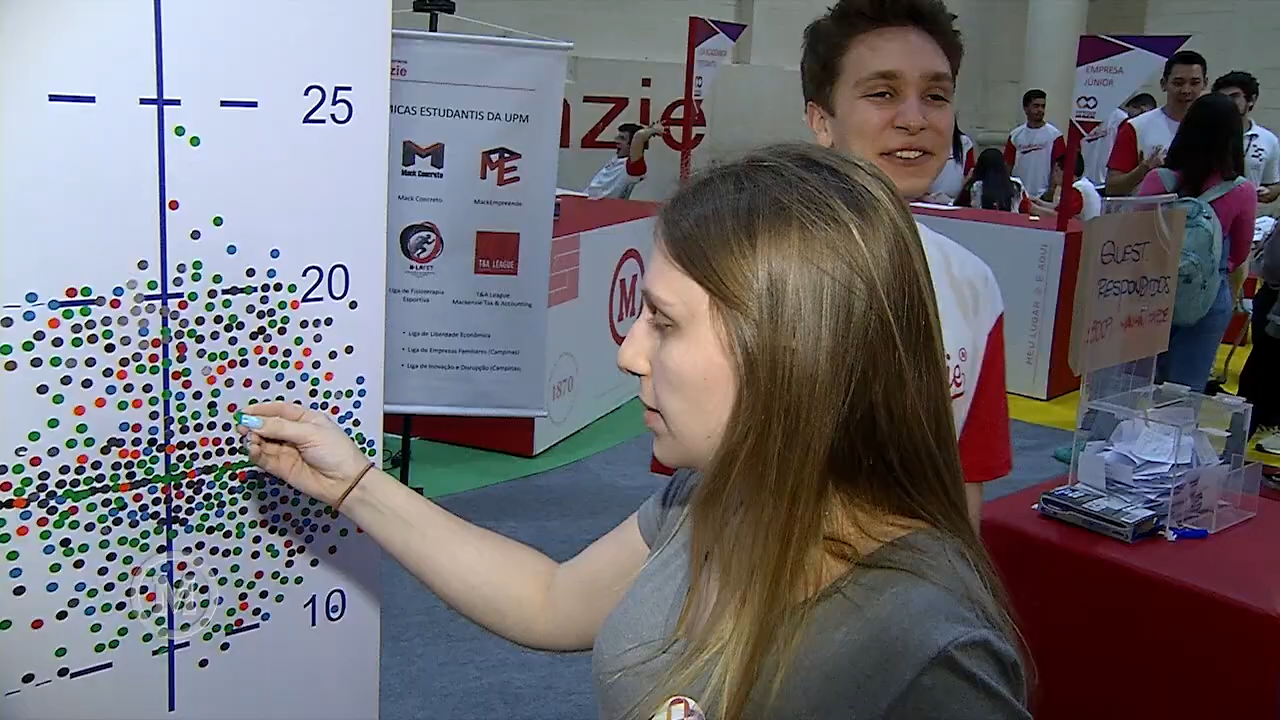 25
20
10
zie
MICAS ESTUDANTIS DA UPM
Mack Concreto
MackEmpreende
Liga de Fisioterapia
Esportiva
T&A LEAGUE
T&A League
Mackenzie Tax & Accounting
• Liga de Liberdade Econômica
• Liga de Empresas Familiares (Campinas)
• Liga de Inovação e Disrupção (Campinas)
nzie
M
1870
EMPRESA
JÚNIOR
MEU LUGAR É AQUI
QUEST.
RESPONDIDOS
M